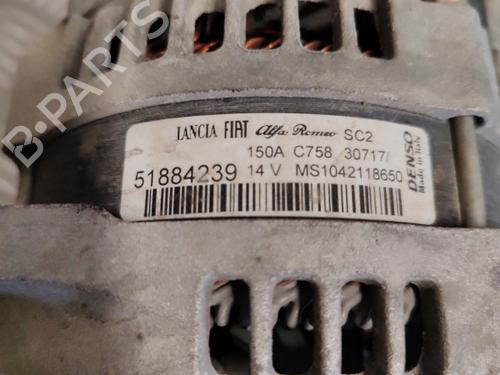 B-PARTS
LANCIA FIAT Alfa Romeo SC2
150A C758 30717/
51884239 14 V MS1042118650
DENSO
Made in Italy